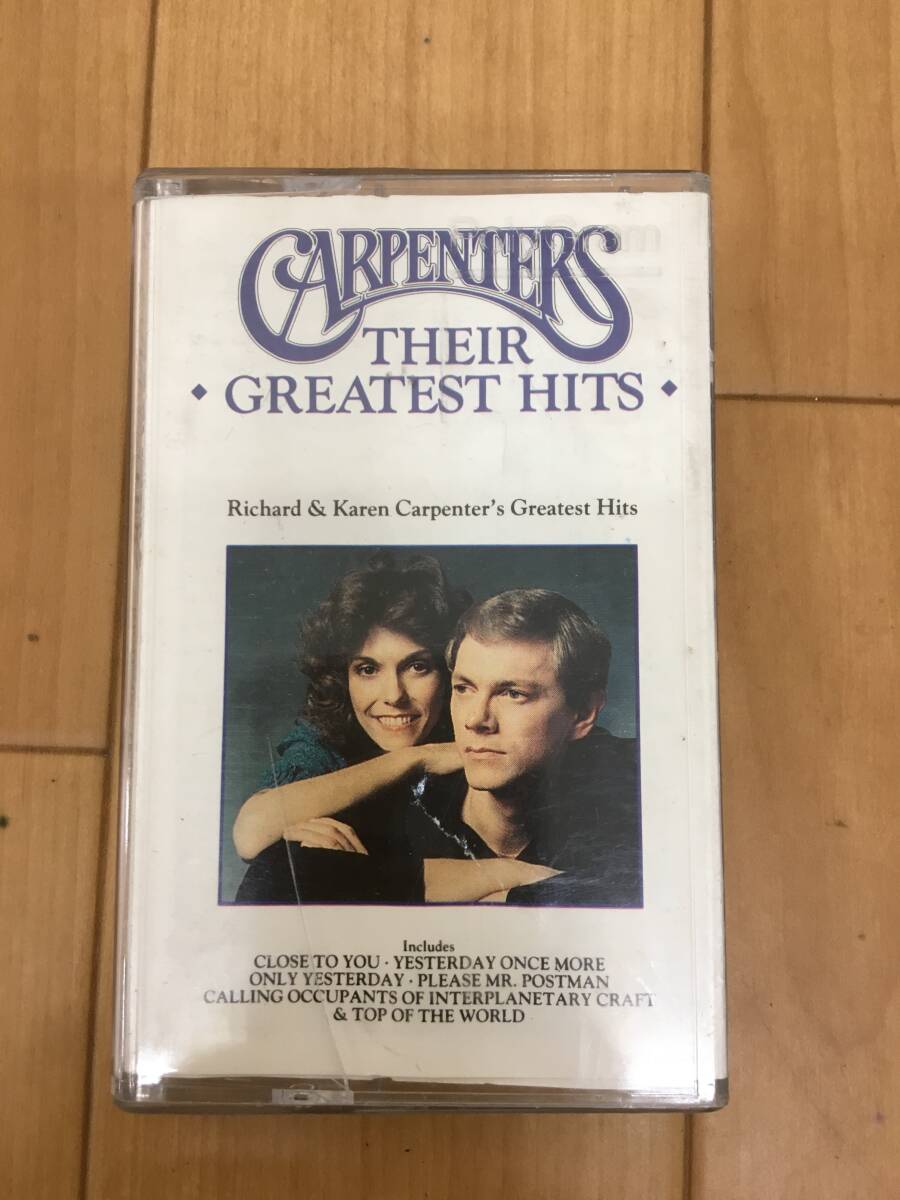 CARPENTERS
THEIR
GREATEST HITS
Richard & Karen Carpenter's Greatest Hits
Includes
CLOSE TO YOU · YESTERDAY ONCE MORE
ONLY YESTERDAY · PLEASE MR. POSTMAN
CALLING OCCUPANTS OF INTERPLANETARY CRAFT
& TOP OF THE WORLD